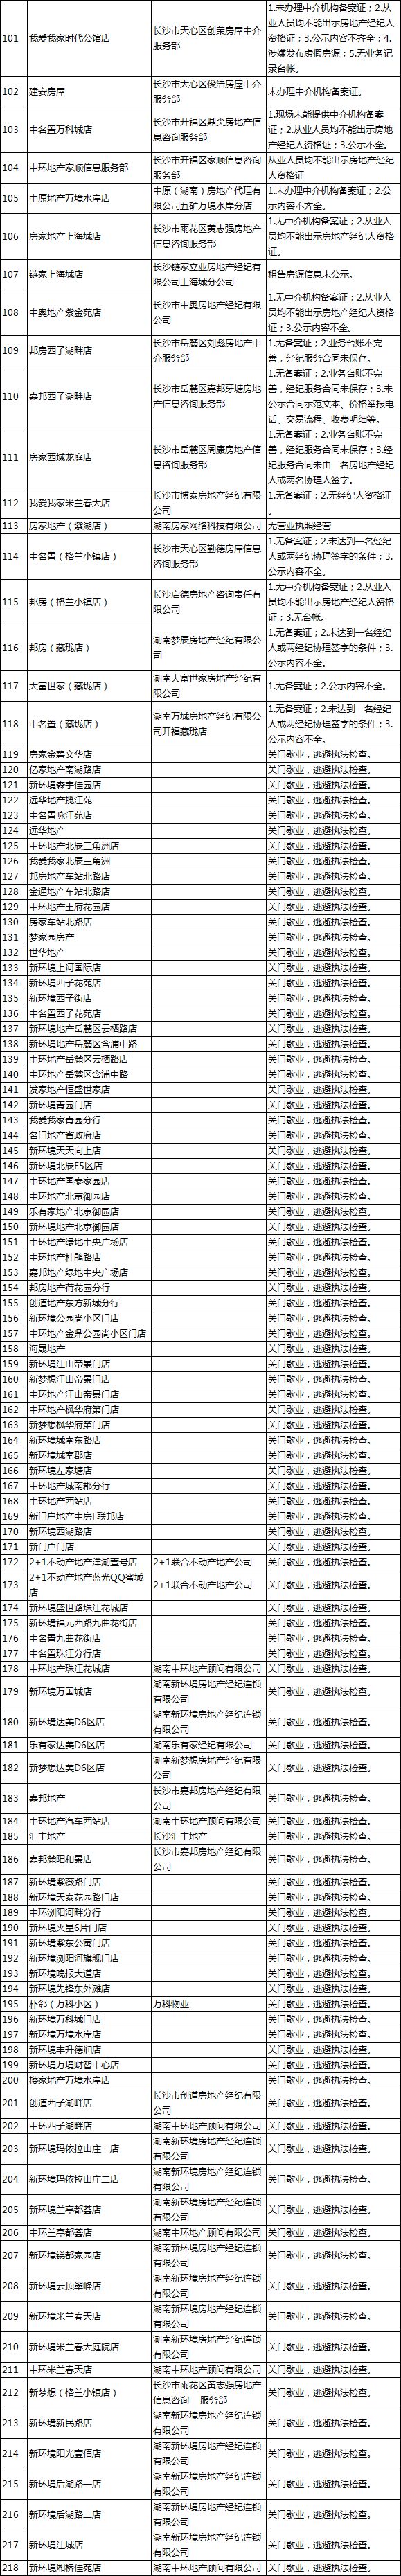 101 我爱我家时代公馆店 长沙市天心区创荣房屋中介服务部 1.未办理中介机构备案证；2.从业人员均不能出示房地产经纪人资格证；3.公示内容不齐全；4.涉嫌发布虚假房源；5.无业务记录台帐。
102 建安房屋 长沙市天心区俊浩房屋中介服务部 未办理中介机构备案证。
103 中名置万科城店 长沙市开福区鼎尖房地产信息咨询服务部 1.现场未能提供中介机构备案证；2.从业人员均不能出示房地产经纪人资格证；3.公示不全。
104 中环地产家顺信息服务部 长沙市开福区家顺信息咨询服务部 从业人员均不能出示房地产经纪人资格证
105 中原地产万境水岸店 中原（湖南）房地产代理有限公司五矿万境水岸分店 1.未办理中介机构备案证；2.公示内容不齐全。
106 房家地产上海城店 长沙市雨花区黄志强房地产信息咨询服务部 1.无中介机构备案证；2.从业人员均不能出示房地产经纪人资格证。
107 链家上海城店 长沙链家立业房地产经纪有限公司上海城分公司 租售房源信息未公示。
108 中奥地产紫金苑店 长沙市中奥房地产经纪有限公司 1.无中介机构备案证；2.从业人员均不能出示房地产经纪人资格证；3.公示内容不全。
109 邦房西子湖畔店 长沙市岳麓区刘彪房地产中介服务部 1.无备案证；2.业务台账不完善，经纪服务合同未保存。
110 嘉邦西子湖畔店 长沙市岳麓区嘉邦牙塘房地产信息咨询服务部 1.无备案证；2.业务台账不完善，经纪服务合同未保存；3.未公示合同示范文本、价格举报电话、交易流程、收费明细等。
111 房家西域龙庭店 长沙市岳麓区周康房地产信息咨询服务部 1.无备案证；2.业务台账不完善，经纪服务合同未保存；3.经纪服务合同未由一名房地产经纪人或两名协理人签字。
112 我爱我家米兰春天店 长沙市博泰房地产经纪有限公司 1.无备案证；2.无经纪人资格证。
113 房家地产（紫湖店） 湖南房家网络科技有限公司 无营业执照经营
114 中名置（格兰小镇店） 长沙市天心区勤德房屋信息咨询服务部 1.无备案证；2.未达到一名经纪人或两经纪协理签字的条件；3.公示内容不全。
115 邦房（格兰小镇店） 长沙启德房地产咨询责任有限公司 1.无中介机构备案证；2.从业人员均不能出示房地产经纪人资格证；3.无台帐。
116 邦房（藏珑店） 湖南梦辰房地产经纪有限公司 1.无备案证；2.未达到一名经纪人或两经纪协理签字的条件；3.公示内容不全。
117 大富世家（藏珑店） 湖南大富世家房地产经纪有限公司 1.无备案证；2.公示内容不全。
118 中名置（藏珑店） 湖南万城房地产经纪有限公司开福藏珑店 1.无备案证；2.未达到一名经纪人或两经纪协理签字的条件；3.公示内容不全。
119 房家金碧文华店 关门歇业，逃避执法检查。
120 亿家地产南湖路店 关门歇业，逃避执法检查。
121 新环境森宇佳园店 关门歇业，逃避执法检查。
122 远华地产揽江苑 关门歇业，逃避执法检查。
123 中名置咏江苑店 关门歇业，逃避执法检查。
124 远华地产 关门歇业，逃避执法检查。
125 中环地产北辰三角洲店 关门歇业，逃避执法检查。
126 我爱我家北辰三角洲 关门歇业，逃避执法检查。
127 邦房地产车站北路店 关门歇业，逃避执法检查。
128 金通地产车站北路店 关门歇业，逃避执法检查。
129 中环地产王府花园店 关门歇业，逃避执法检查。
130 房家车站北路店 关门歇业，逃避执法检查。
131 梦家园房产 关门歇业，逃避执法检查。
132 世华地产 关门歇业，逃避执法检查。
133 新环境上河国际店 关门歇业，逃避执法检查。
134 新环境西子花苑店 关门歇业，逃避执法检查。
135 新环境西子街店 关门歇业，逃避执法检查。
136 中名置西子花苑店 关门歇业，逃避执法检查。
137 新环境地产岳麓区云栖路店 关门歇业，逃避执法检查。
138 新环境地产岳麓区含浦中路 关门歇业，逃避执法检查。
139 中环地产岳麓区云栖路店 关门歇业，逃避执法检查。
140 中环地产岳麓区含浦中路 关门歇业，逃避执法检查。
141 发家地产恒盛世家店 关门歇业，逃避执法检查。
142 新环境青园门店 关门歇业，逃避执法检查。
143 我爱我家青园分行 关门歇业，逃避执法检查。
144 名门地产省政府店 关门歇业，逃避执法检查。
145 新环境天天向上店 关门歇业，逃避执法检查。
146 新环境北辰E5区店 关门歇业，逃避执法检查。
147 中环地产国泰家园店 关门歇业，逃避执法检查。
148 中环地产北京御园店 关门歇业，逃避执法检查。
149 乐有家地产北京御园店 关门歇业，逃避执法检查。
150 新环境地产北京御园店 关门歇业，逃避执法检查。
151 中环地产绿地中央广场店 关门歇业，逃避执法检查。
152 中环地产杜鹃路店 关门歇业，逃避执法检查。
153 嘉邦地产绿地中央广场店 关门歇业，逃避执法检查。
154 邦房地产荷花园分行 关门歇业，逃避执法检查。
155 创道地产东方新城分行 关门歇业，逃避执法检查。
156 新环境公园尚小区门店 关门歇业，逃避执法检查。
157 中环地产金鼎公园尚小区门店 关门歇业，逃避执法检查。
158 海晟地产 关门歇业，逃避执法检查。
159 新环境江山帝景门店 关门歇业，逃避执法检查。
160 新梦想江山帝景门店 关门歇业，逃避执法检查。
161 中环地产江山帝景门店 关门歇业，逃避执法检查。
162 中环地产枫华府第门店 关门歇业，逃避执法检查。
163 新梦想枫华府第门店 关门歇业，逃避执法检查。
164 新环境城南东路店 关门歇业，逃避执法检查。
165 新环境城南郡店 关门歇业，逃避执法检查。
166 新环境左家塘店 关门歇业，逃避执法检查。
167 中环地产城南郡分行 关门歇业，逃避执法检查。
168 中环地产西站店 关门歇业，逃避执法检查。
169 新门户地产中房F联邦店 关门歇业，逃避执法检查。
170 新环境西湖路店 关门歇业，逃避执法检查。
171 新门户门店 关门歇业，逃避执法检查。
172 2+1不动产地产洋湖壹号店 2+1联合不动产地产公司 关门歇业，逃避执法检查。
173 2+1不动产地产蓝光QQ蜜城店 2+1联合不动产地产公司 关门歇业，逃避执法检查。
174 新环境盛世路珠江花城店 关门歇业，逃避执法检查。
175 新环境福元西路九曲花街店 关门歇业，逃避执法检查。
176 中名置九曲花街店 关门歇业，逃避执法检查。
177 中名置珠江分行店 关门歇业，逃避执法检查。
178 中环地产珠江花城店 湖南中环地产顾问有限公司 关门歇业，逃避执法检查。
179 新环境万国城店 湖南新环境房地产经纪连锁有限公司 关门歇业，逃避执法检查。
180 新环境达美D6区店 湖南新环境房地产经纪连锁有限公司 关门歇业，逃避执法检查。
181 乐有家达美D6区店 湖南乐有家经纪有限公司 关门歇业，逃避执法检查。
182 新梦想达美D6区店 湖南新梦想房地产经纪有限公司 关门歇业，逃避执法检查。
183 嘉邦地产 长沙市嘉邦房地产经纪有限公司 关门歇业，逃避执法检查。
184 中环地产汽车西站店 湖南中环地产顾问有限公司 关门歇业，逃避执法检查。
185 汇丰地产 长沙汇丰地产 关门歇业，逃避执法检查。
186 嘉邦麓阳和景店 长沙市嘉邦房地产经纪有限公司 关门歇业，逃避执法检查。
187 新环境紫薇路门店 关门歇业，逃避执法检查。
188 新环境天泰花园路门店 关门歇业，逃避执法检查。
189 中环浏阳河畔分行 关门歇业，逃避执法检查。
190 新环境火星6片门店 关门歇业，逃避执法检查。
191 新环境紫东公寓门店 关门歇业，逃避执法检查。
192 新环境浏阳河旗舰门店 关门歇业，逃避执法检查。
193 新环境晚报大道店 关门歇业，逃避执法检查。
194 新环境先锋东外滩店 关门歇业，逃避执法检查。
195 朴邻（万科小区） 万科物业 关门歇业，逃避执法检查。
196 新环境万科城门店 关门歇业，逃避执法检查。
197 新环境万境水岸店 关门歇业，逃避执法检查。
198 新环境丰升德润店 关门歇业，逃避执法检查。
199 新环境万境财智中心店 关门歇业，逃避执法检查。
200 楼家地产万境水岸店 关门歇业，逃避执法检查。
201 创道西子湖畔店 长沙市创道房地产经纪有限公司 关门歇业，逃避执法检查。
202 中环西子湖畔店 湖南中环地产顾问有限公司 关门歇业，逃避执法检查。
203 新环境玛依拉山庄一店 湖南新环境房地产经纪连锁有限公司 关门歇业，逃避执法检查。
204 新环境玛依拉山庄二店 湖南新环境房地产经纪连锁有限公司 关门歇业，逃避执法检查。
205 新环境兰亭都荟店 湖南新环境房地产经纪连锁有限公司 关门歇业，逃避执法检查。
206 中环兰亭都荟店 湖南中环地产顾问有限公司 关门歇业，逃避执法检查。
207 新环境锑都家园店 湖南新环境房地产经纪连锁有限公司 关门歇业，逃避执法检查。
208 新环境云顶翠峰店 湖南新环境房地产经纪连锁有限公司 关门歇业，逃避执法检查。
209 新环境米兰春天店 湖南新环境房地产经纪连锁有限公司 关门歇业，逃避执法检查。
210 新环境米兰春天庭院店 湖南新环境房地产经纪连锁有限公司 关门歇业，逃避执法检查。
211 中环米兰春天店 湖南中环地产顾问有限公司 关门歇业，逃避执法检查。
212 新梦想（格兰小镇店） 长沙市雨花区黄志强房地产信息咨询 服务部 关门歇业，逃避执法检查。
213 新环境新民路店 湖南新环境房地产经纪连锁有限公司 关门歇业，逃避执法检查。
214 新环境阳光壹佰店 湖南新环境房地产经纪连锁有限公司 关门歇业，逃避执法检查。
215 新环境后湖路一店 湖南新环境房地产经纪连锁有限公司 关门歇业，逃避执法检查。
216 新环境后湖路二店 湖南新环境房地产经纪连锁有限公司 关门歇业，逃避执法检查。
217 新环境江城店 湖南新环境房地产经纪连锁有限公司 关门歇业，逃避执法检查。
218 新环境湘桥佳苑店 湖南中环地产顾问有限公司 关门歇业，逃避执法检查。